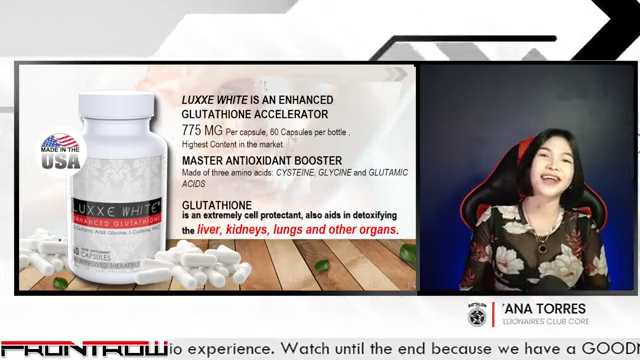 LUXXE WHITE IS AN ENHANCED
GLUTATHIONE ACCELERATOR
775 MG Per capsule, 60 Capsules per bottle .
Highest Content in the market.
MASTER ANTIOXIDANT BOOSTER
Made of three amino acids: CYSTEINE, GLYCINE and GLUTAMIC
ACIDS
GLUTATHIONE
is an extremely cell protectant, also aids in detoxifying
the liver, kidneys, lungs and other organs.
MADE IN THE
USA
LUXXE WHITE
ENHANCED GLUTATHIONE
60 CAPSULES
'ANA TORRES
LLIONAIRES' CLUB CORE
FRONTROW
io experience. Watch until the end because we have a GOOD